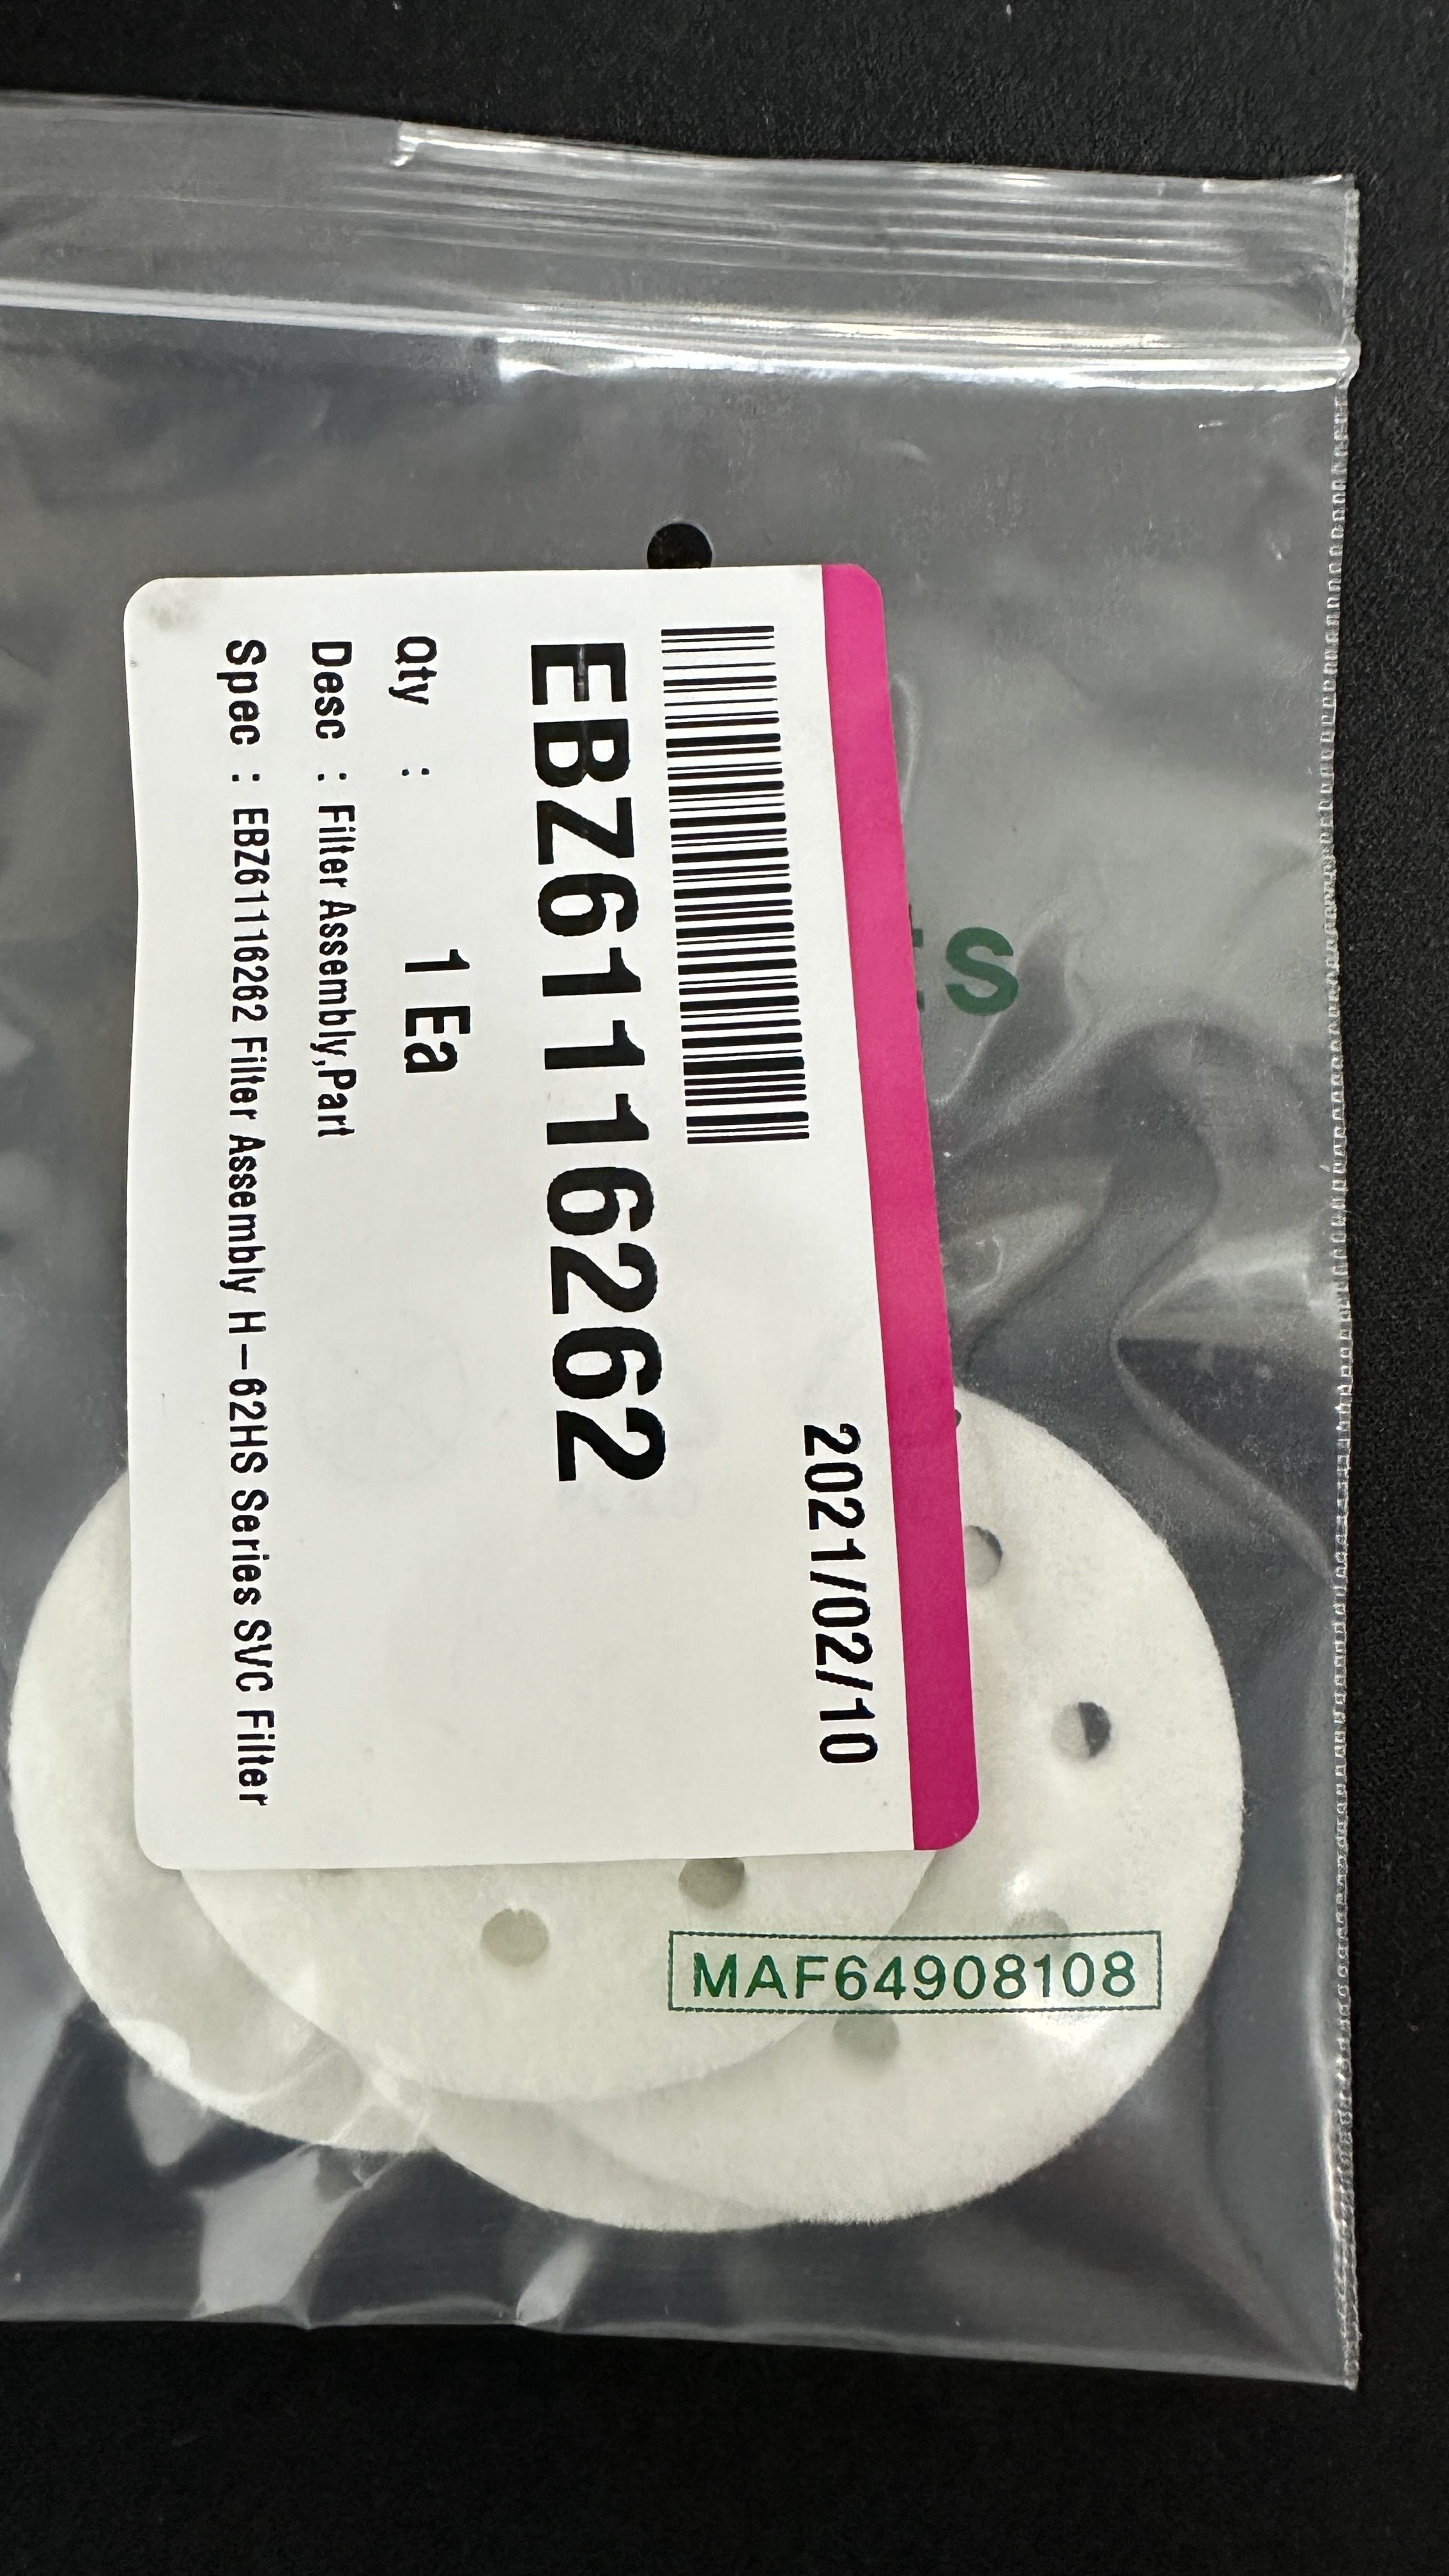 2021/02/10
EBZ61116262
Qty : 1 Ea
Desc : Filter Assembly,Part
Spec : EBZ61116262 Filter Assembly H-62HS Series SVC Filter
S
MAF64908108